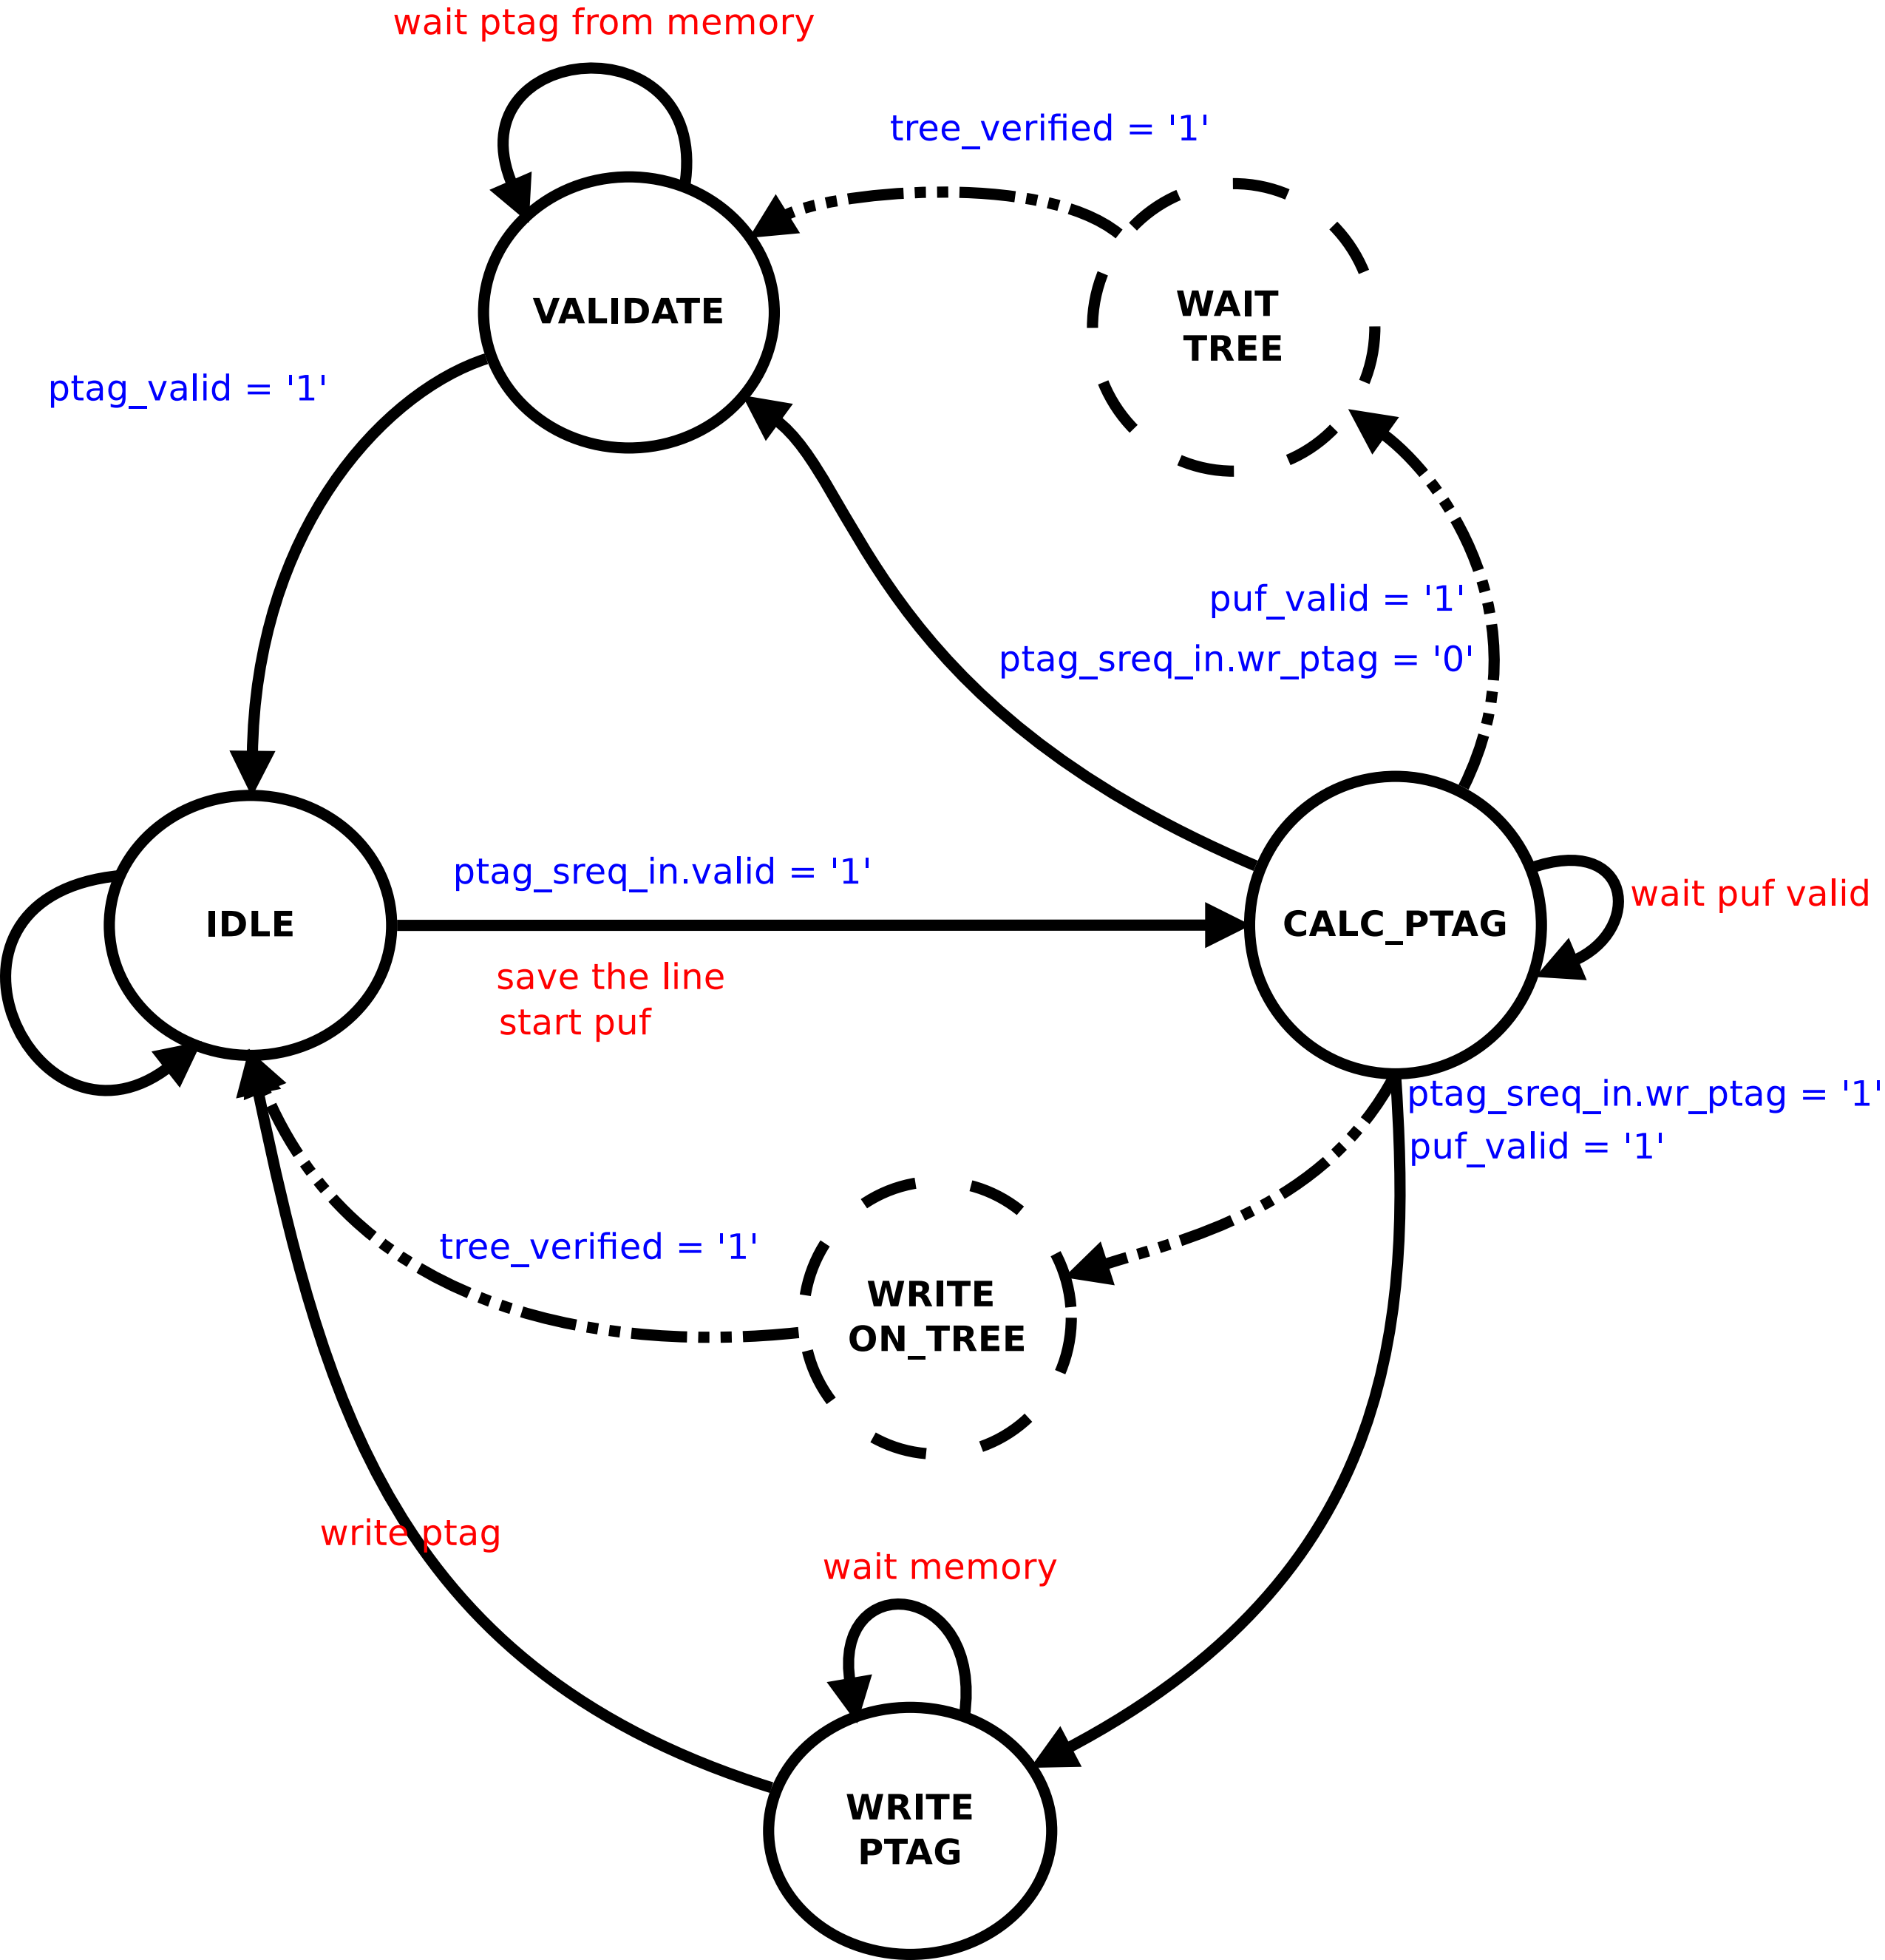 wait ptag from memory
tree_verified = '1'
WAIT
TREE
VALIDATE
ptag_valid = '1'
puf_valid = '1'
ptag_sreq_in.wr_ptag = '0'
ptag_sreq_in.valid = '1'
IDLE
CALC_PTAG
wait puf valid
save the line
start puf
ptag_sreq_in.wr_ptag = '1'
puf_valid = '1'
tree_verified = '1'
WRITE
ON_TREE
write ptag
wait memory
WRITE
PTAG